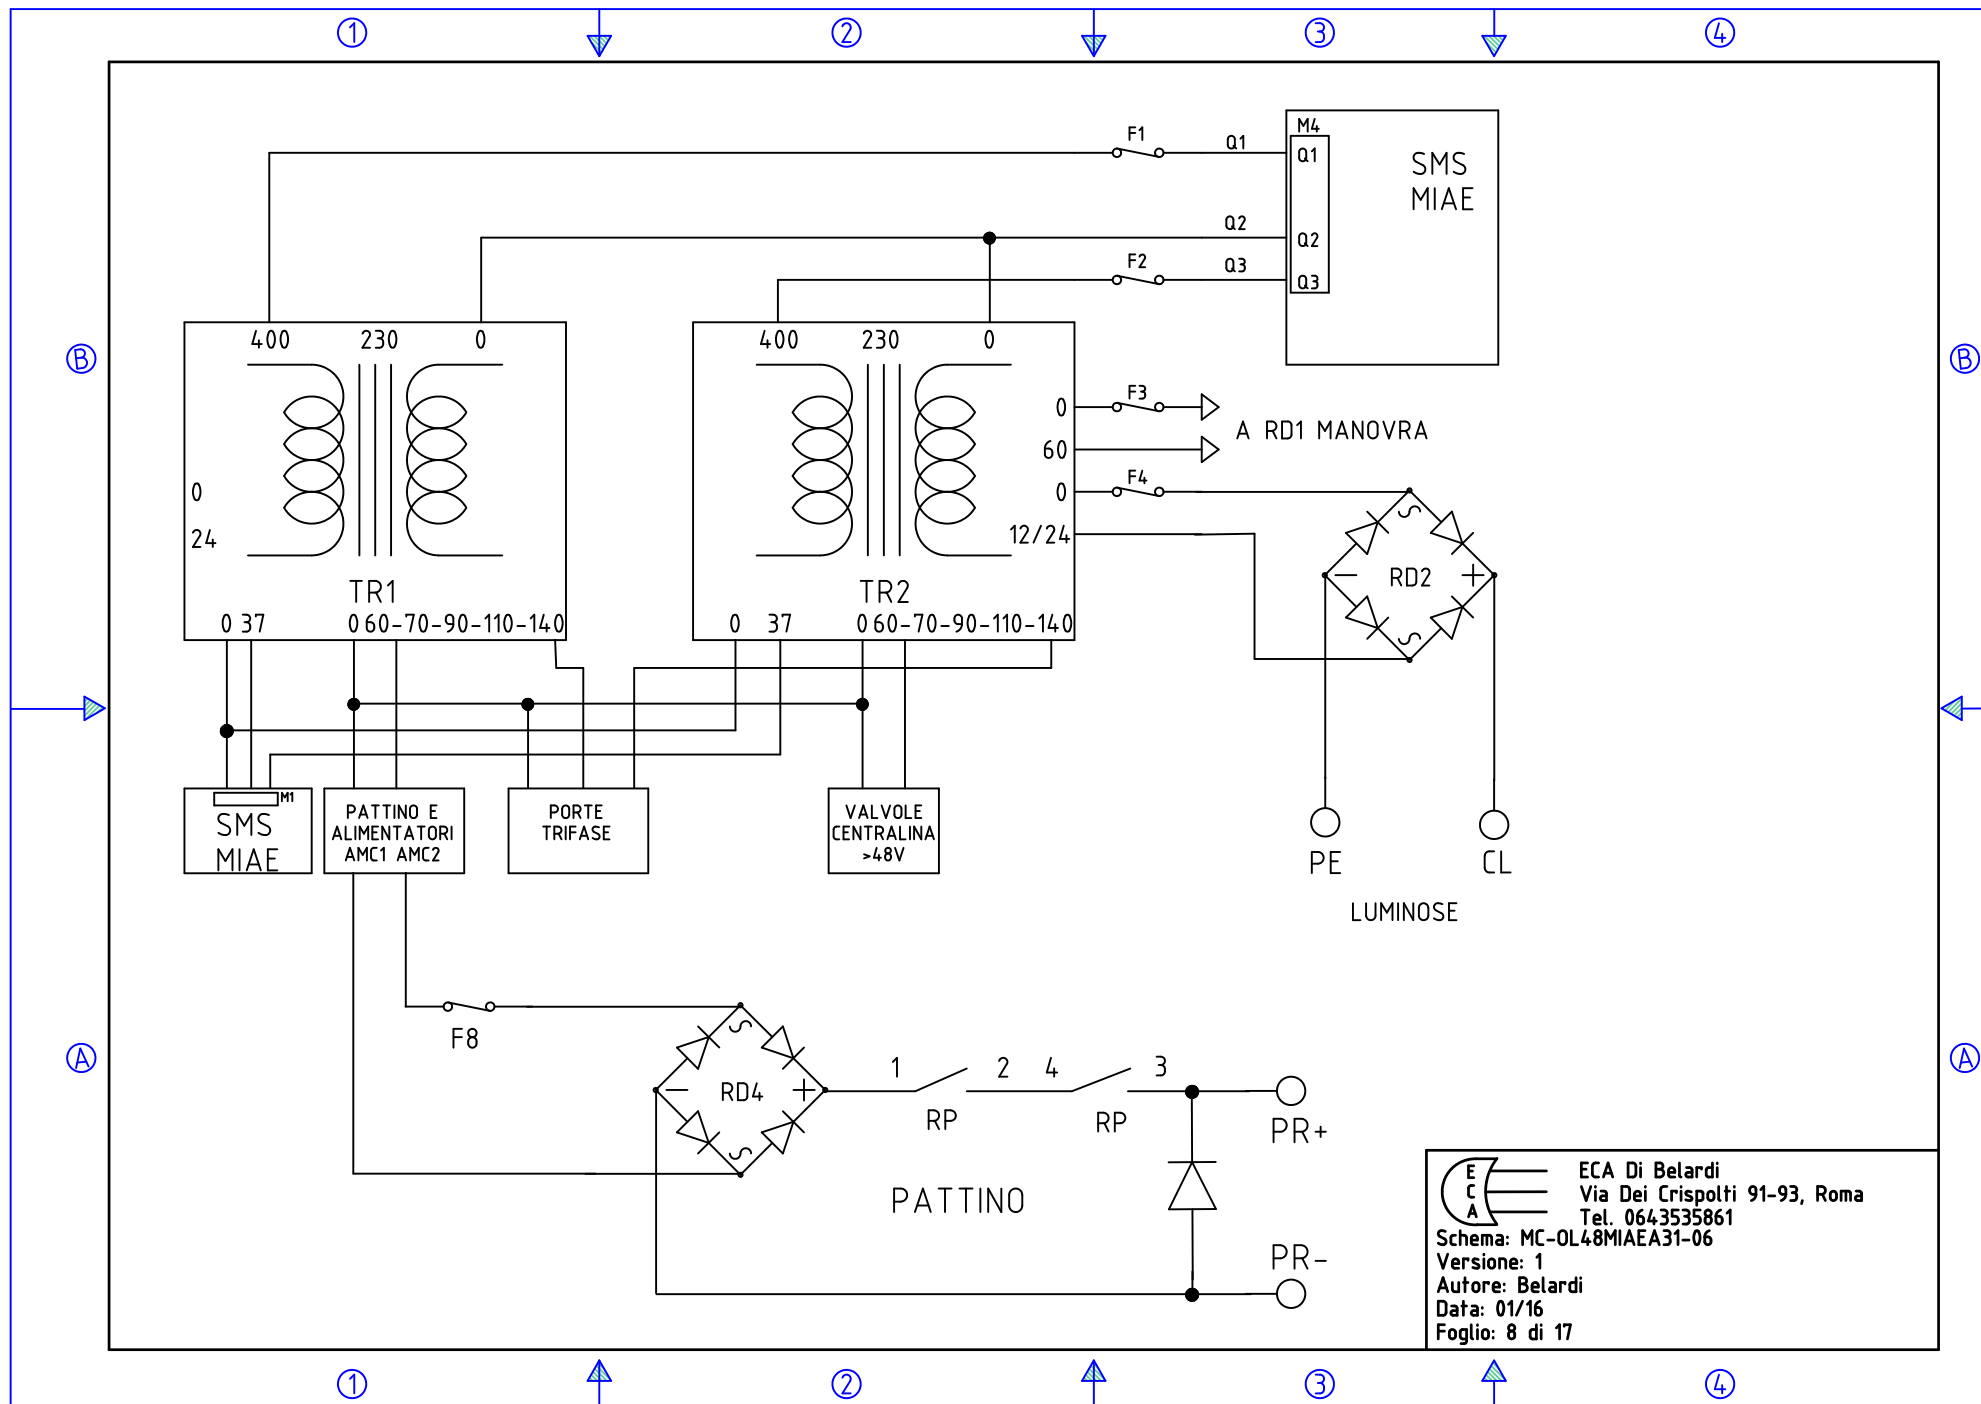 1
2
3
4
F1
Q1
M4
Q1
SMS
MIAE
Q2
Q2
F2
Q3
Q3
400
230
0
400
230
0
B
B
0
F3
A RD1 MANOVRA
60
0
F4
0
24
12/24
RD2
TR1
TR2
0 37
0 60-70-90-110-140
0 37
0 60-70-90-110-140
M1
SMS
MIAE
PATTINO E
ALIMENTATORI
AMC1 AMC2
PORTE
TRIFASE
VALVOLE
CENTRALINA
>48V
PE
CL
LUMINOSE
F8
A
A
RD4
1
2
4
3
RP
RP
PR+
PATTINO
PR-
E
C
A
ECA Di Belardi
Via Dei Crispolti 91-93, Roma
Tel. 0643535861
Schema: MC-OL48MIAEA31-06
Versione: 1
Autore: Belardi
Data: 01/16
Foglio: 8 di 17
1
2
3
4